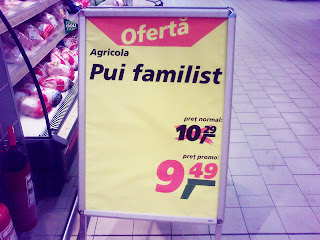 Ofertă
Agricola
Pui familist
preț normal:
10,29
preț promo:
9,49